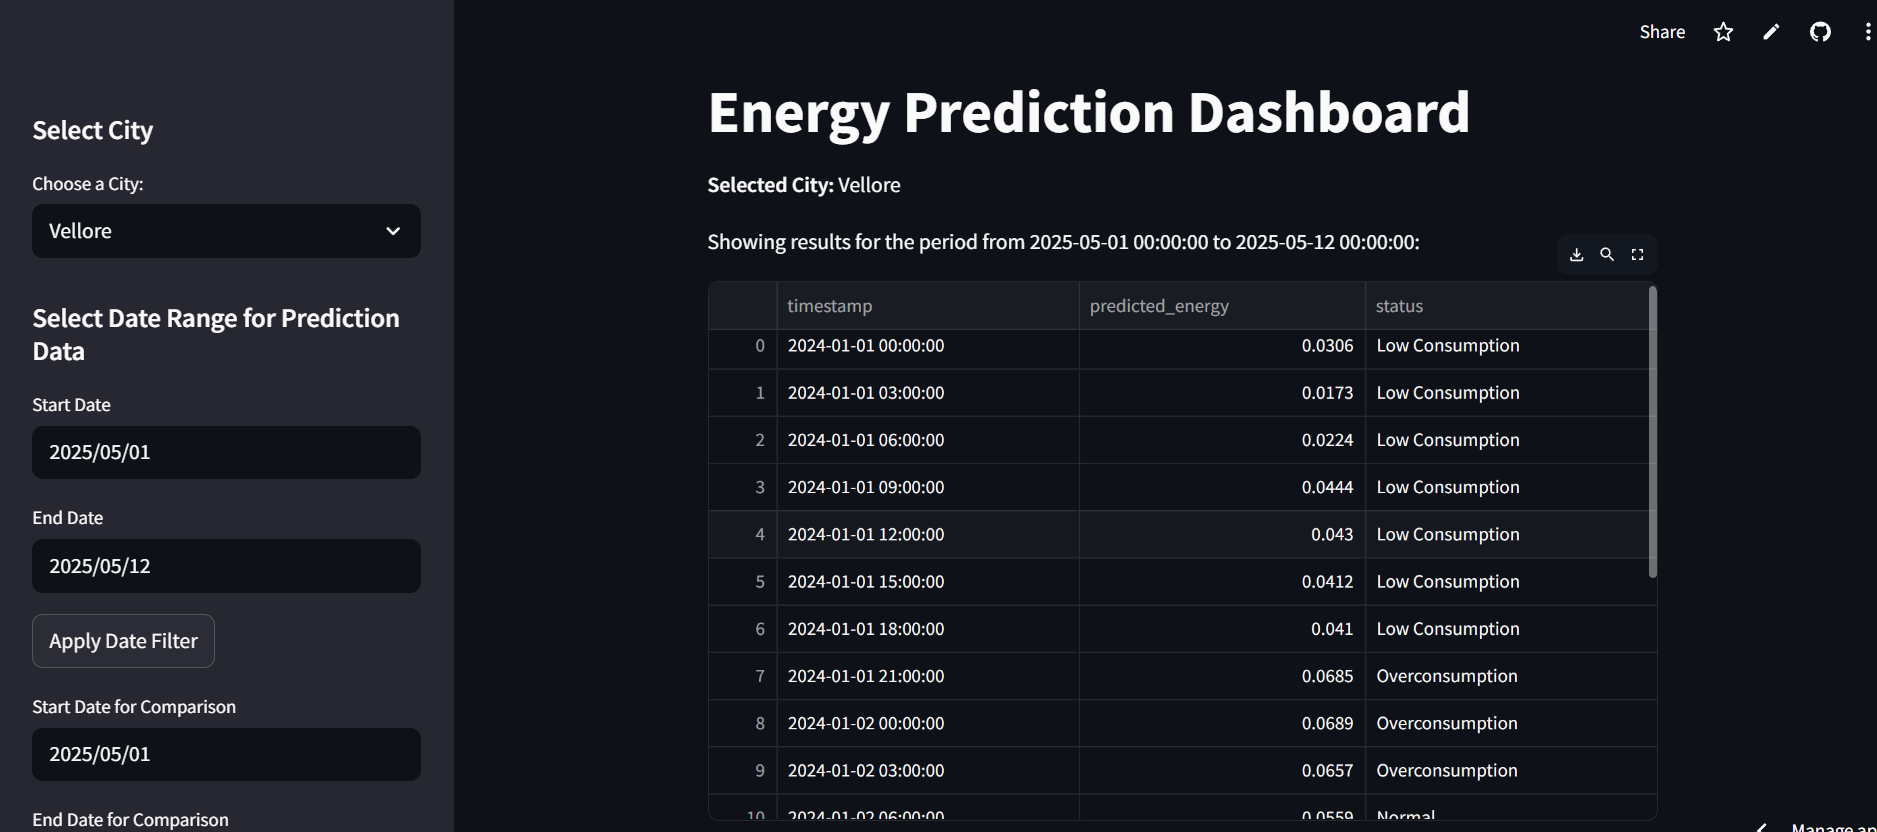 Share
Select City
Choose a City:
Vellore
Select Date Range for Prediction
Data
Start Date
2025/05/01
End Date
2025/05/12
Apply Date Filter
Start Date for Comparison
2025/05/01
End Date for Comparison
Energy Prediction Dashboard
Selected City: Vellore
Showing results for the period from 2025-05-01 00:00:00 to 2025-05-12 00:00:00:
timestamp predicted_energy status
0 2024-01-01 00:00:00 0.0306 Low Consumption
1 2024-01-01 03:00:00 0.0173 Low Consumption
2 2024-01-01 06:00:00 0.0224 Low Consumption
3 2024-01-01 09:00:00 0.0444 Low Consumption
4 2024-01-01 12:00:00 0.043 Low Consumption
5 2024-01-01 15:00:00 0.0412 Low Consumption
6 2024-01-01 18:00:00 0.041 Low Consumption
7 2024-01-01 21:00:00 0.0685 Overconsumption
8 2024-01-02 00:00:00 0.0689 Overconsumption
9 2024-01-02 03:00:00 0.0657 Overconsumption
10 2024-01-02 06:00:00 0.0559 Normal
Manage